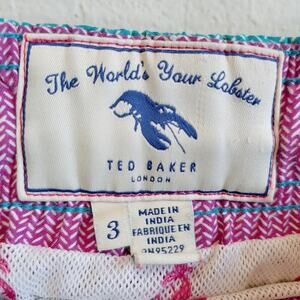 The World's Your Lobster
TED BAKER
LONDON
3
MADE IN
INDIA
FABRIQUE EN
INDIA